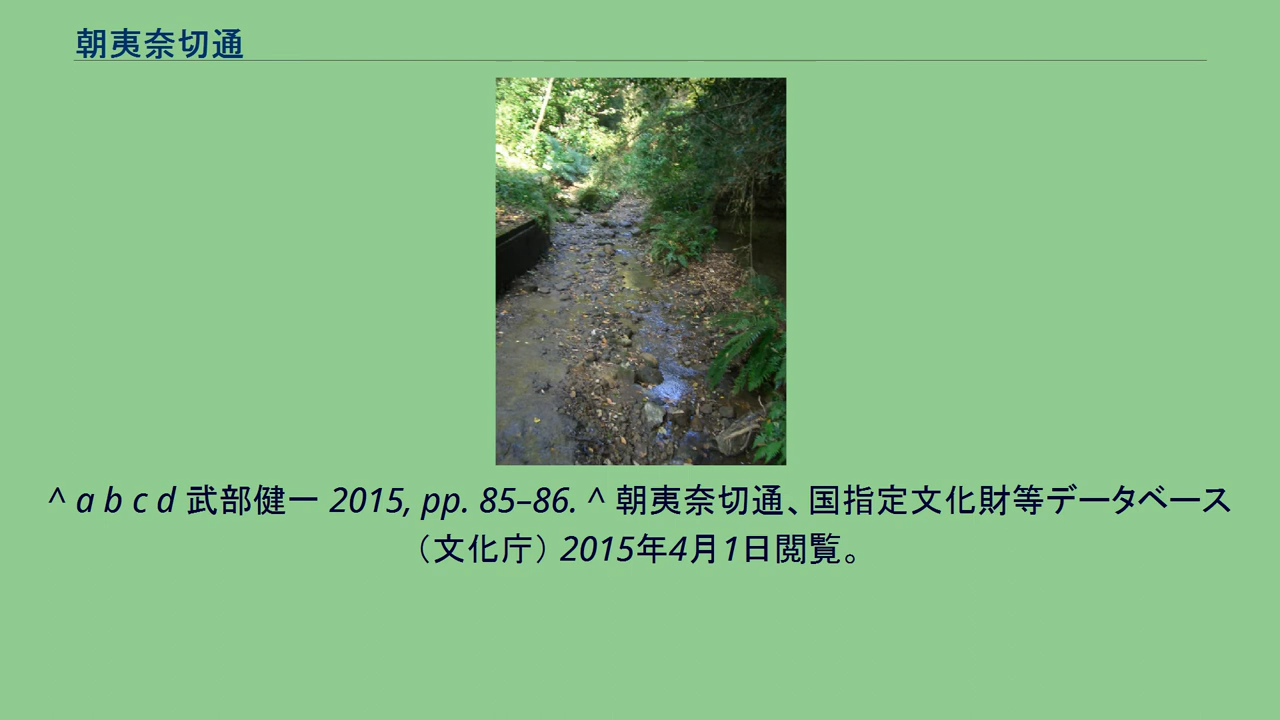 朝夷奈切通
^ a b c d 武部健一 2015, pp. 85–86. ^ 朝夷奈切通、国指定文化財等データベース
（文化庁） 2015年4月1日閲覧。